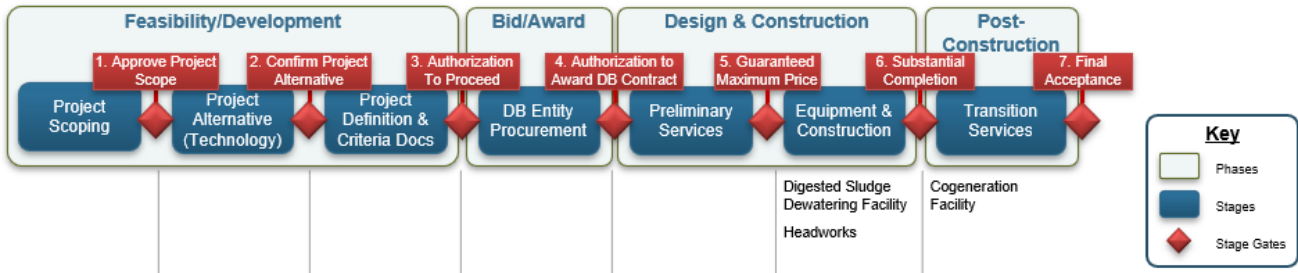 Feasibility/Development
Bid/Award
Design & Construction
Post-
Construction
1. Approve Project
Scope
2. Confirm Project
Alternative
3. Authorization
To Proceed
4. Authorization to
Award DB Contract
5. Guaranteed
Maximum Price
6. Substantial
Completion
7. Final
Acceptance
Project
Scoping
Project
Alternative
(Technology)
Project
Definition &
Criteria Docs
DB Entity
Procurement
Preliminary
Services
Equipment &
Construction
Transition
Services
Digested Sludge
Dewatering Facility
Headworks
Cogeneration
Facility
Key
Phases
Stages
Stage Gates